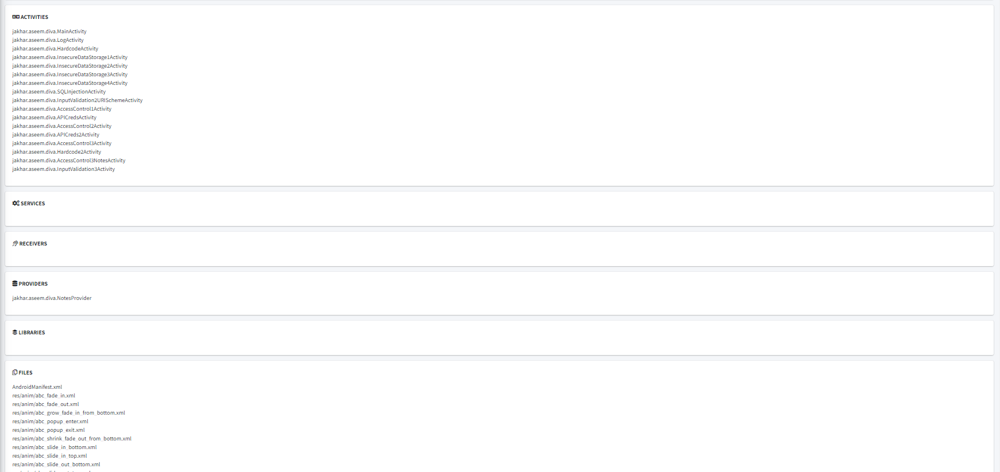 ACTIVITIES
jakhar.aseem.diva.MainActivity
jakhar.aseem.diva.LogActivity
jakhar.aseem.diva.HardcodeActivity
jakhar.aseem.diva.InsecureDataStorage1Activity
jakhar.aseem.diva.InsecureDataStorage2Activity
jakhar.aseem.diva.InsecureDataStorage3Activity
jakhar.aseem.diva.InsecureDataStorage4Activity
jakhar.aseem.diva.SQLInjectionActivity
jakhar.aseem.diva.InputValidation2URISchemeActivity
jakhar.aseem.diva.AccessControl1Activity
jakhar.aseem.diva.APICredsActivity
jakhar.aseem.diva.AccessControl2Activity
jakhar.aseem.diva.APICreds2Activity
jakhar.aseem.diva.AccessControl3Activity
jakhar.aseem.diva.Hardcode2Activity
jakhar.aseem.diva.AccessControl3NotesActivity
jakhar.aseem.diva.InputValidation3Activity
SERVICES
RECEIVERS
PROVIDERS
jakhar.aseem.diva.NotesProvider
LIBRARIES
FILES
AndroidManifest.xml
res/anim/abc_fade_in.xml
res/anim/abc_fade_out.xml
res/anim/abc_grow_fade_in_from_bottom.xml
res/anim/abc_popup_enter.xml
res/anim/abc_popup_exit.xml
res/anim/abc_shrink_fade_out_from_bottom.xml
res/anim/abc_slide_in_bottom.xml
res/anim/abc_slide_in_top.xml
res/anim/abc_slide_out_bottom.xml